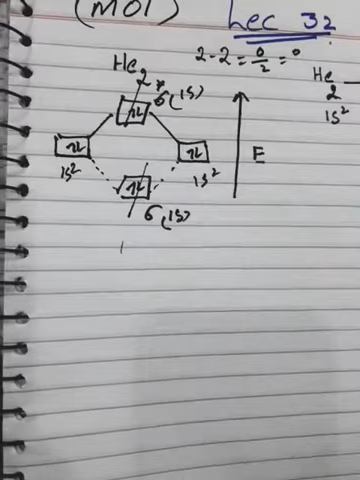 (MOT) Lec 32
2-2 = 0/2 = 0
He2
He
2
1s²
σ*(1s)
1s² 1s² E
σ(1s)